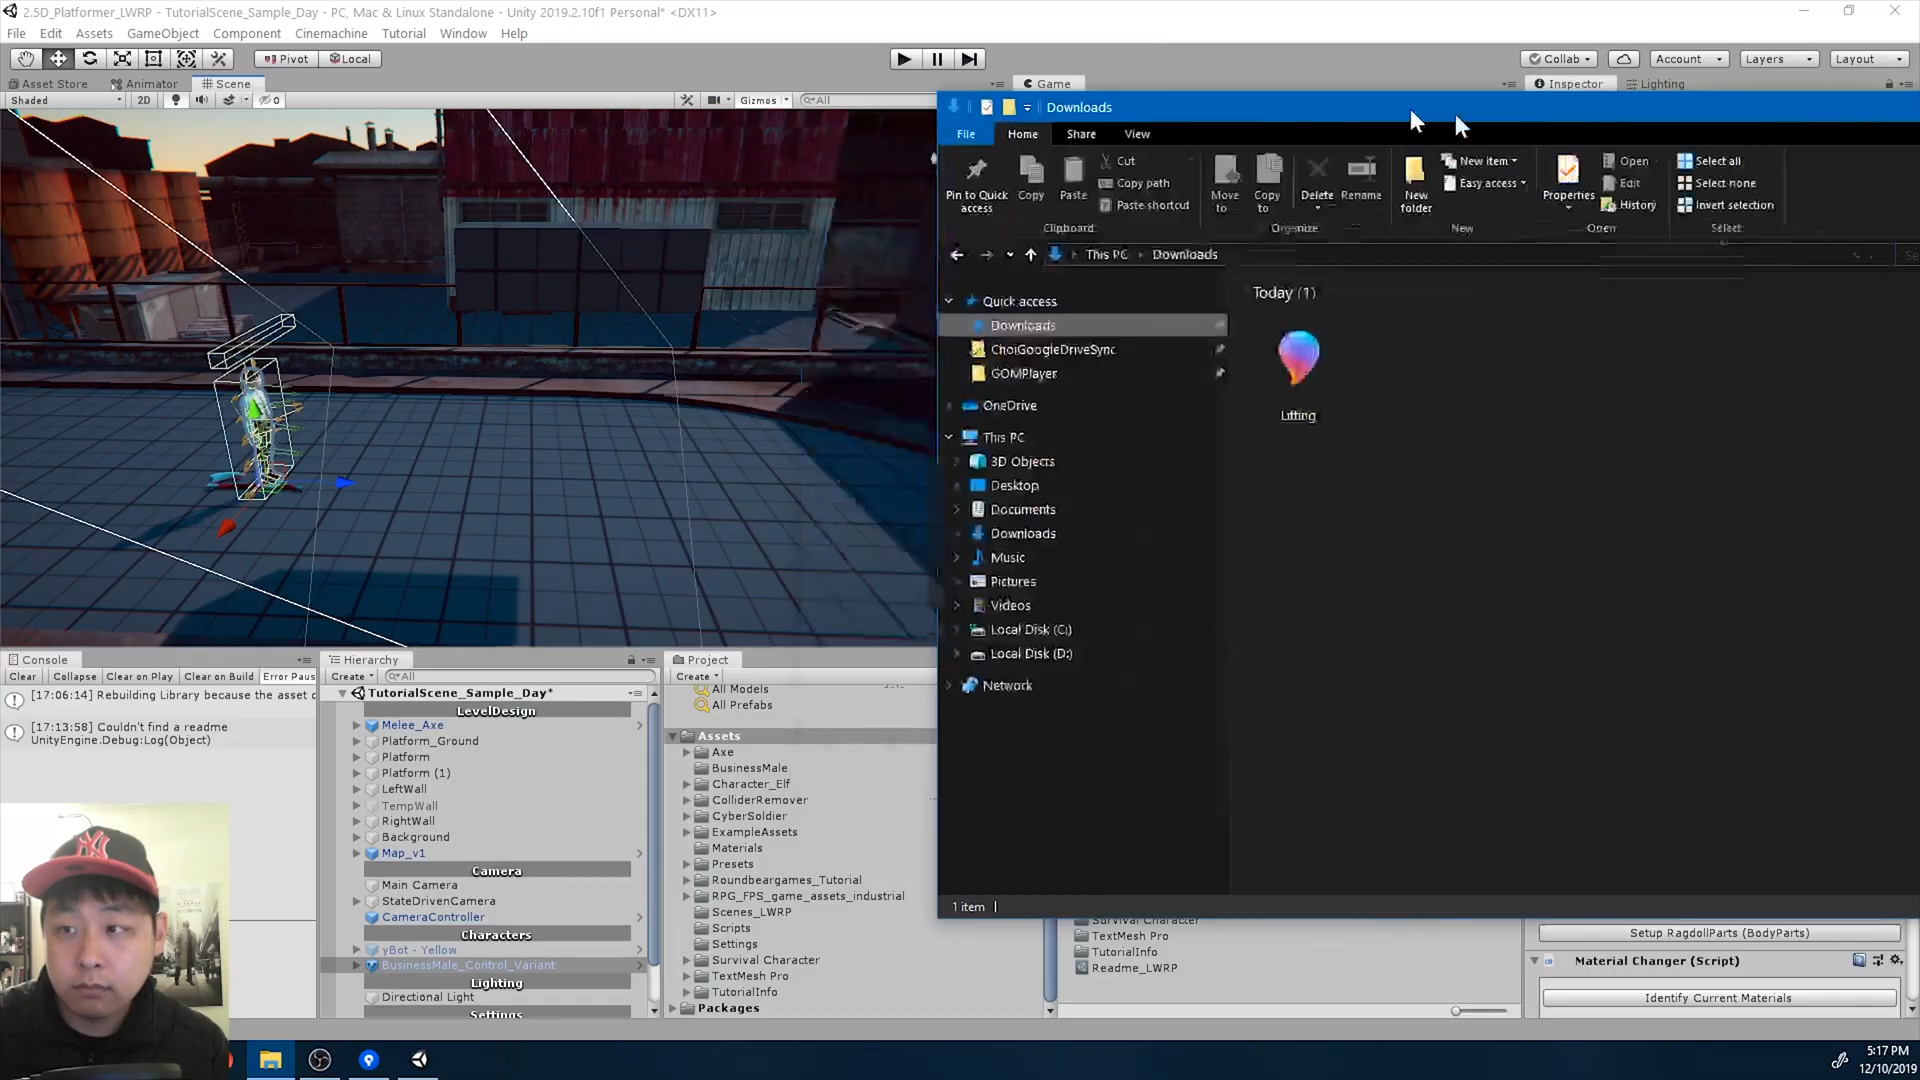 2.5D_Platformer_LWRP - TutorialScene_Sample_Day - PC, Mac & Linux Standalone - Unity 2019.2.10f1 Personal* <DX11>
File Edit Assets GameObject Component Cinemachine Tutorial Window Help
Pivot Local Collab Account Layers Layout
Asset Store Animator Scene Game Inspector Lighting
Shaded 2D 0 Gizmos All
Downloads
File Home Share View
Pin to Quick access
Copy
Paste
Cut
Copy path
Paste shortcut
Clipboard
Move to
Copy to
Delete
Rename
Organize
New folder
New item
Easy access
New
Properties
Open
Edit
History
Open
Select all
Select none
Invert selection
Select
This PC Downloads
Quick access
Downloads
ChoiGoogleDriveSync
GOMPlayer
OneDrive
This PC
3D Objects
Desktop
Documents
Downloads
Music
Pictures
Videos
Local Disk (C:)
Local Disk (D:)
Network
Today (1)
Lifting
1 item
Console
Clear Collapse Clear on Play Clear on Build Error Paus
[17:06:14] Rebuilding Library because the asset d
[17:13:58] Couldn't find a readme
UnityEngine.Debug:Log(Object)
Hierarchy
Create All
TutorialScene_Sample_Day*
LevelDesign
Melee_Axe
Platform_Ground
Platform
Platform (1)
LeftWall
TempWall
RightWall
Background
Map_v1
Camera
Main Camera
StateDrivenCamera
CameraController
Characters
yBot - Yellow
BusinessMale_Control_Variant
Lighting
Directional Light
Settings
Project
Create
All Models
All Prefabs
Assets
Axe
BusinessMale
Character_Elf
ColliderRemover
CyberSoldier
ExampleAssets
Materials
Presets
Roundbeargames_Tutorial
RPG_FPS_game_assets_industrial
Scenes_LWRP
Scripts
Settings
Survival Character
TextMesh Pro
TutorialInfo
Packages
Survival Character
TextMesh Pro
TutorialInfo
Readme_LWRP
Setup RagdollParts (BodyParts)
Material Changer (Script)
Identify Current Materials
5:17 PM
12/10/2019